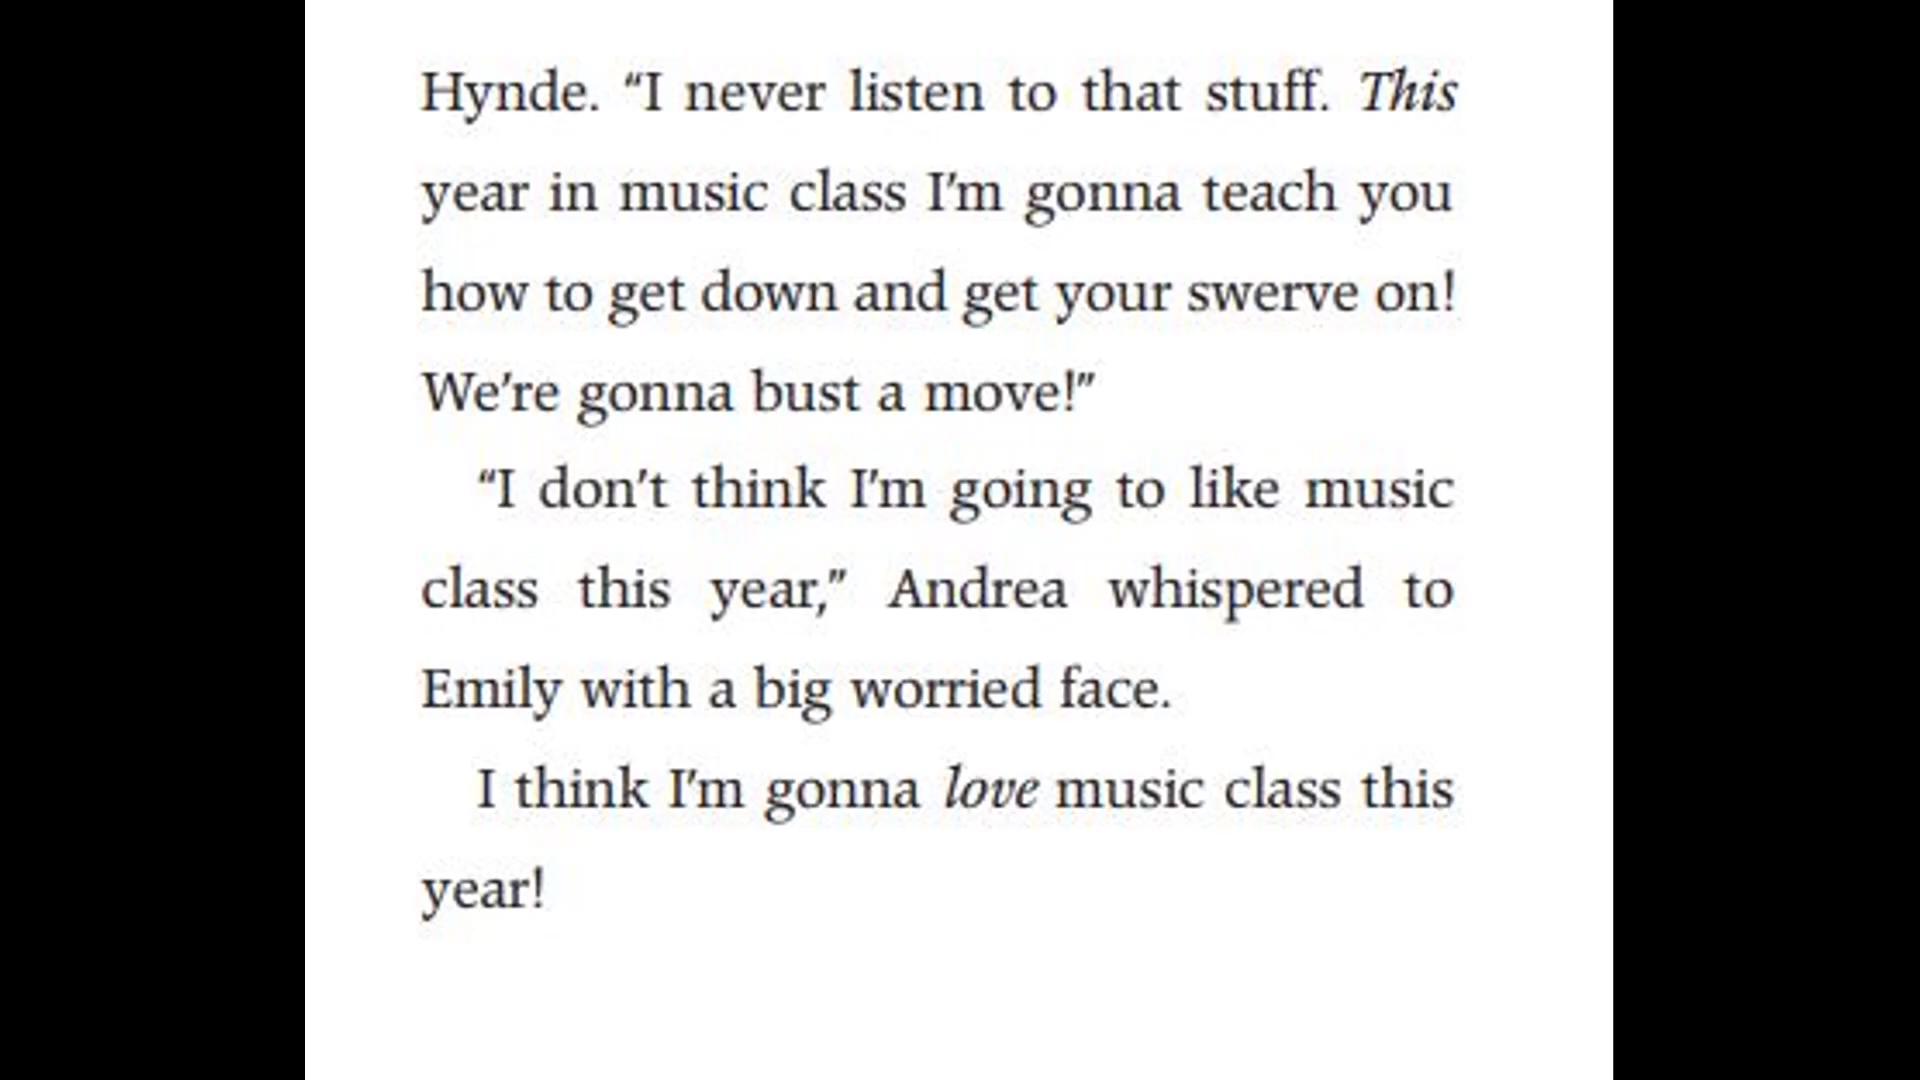 Hynde. “I never listen to that stuff. This
year in music class I’m gonna teach you
how to get down and get your swerve on!
We’re gonna bust a move!”
“I don’t think I’m going to like music
class this year,” Andrea whispered to
Emily with a big worried face.
I think I’m gonna love music class this
year!